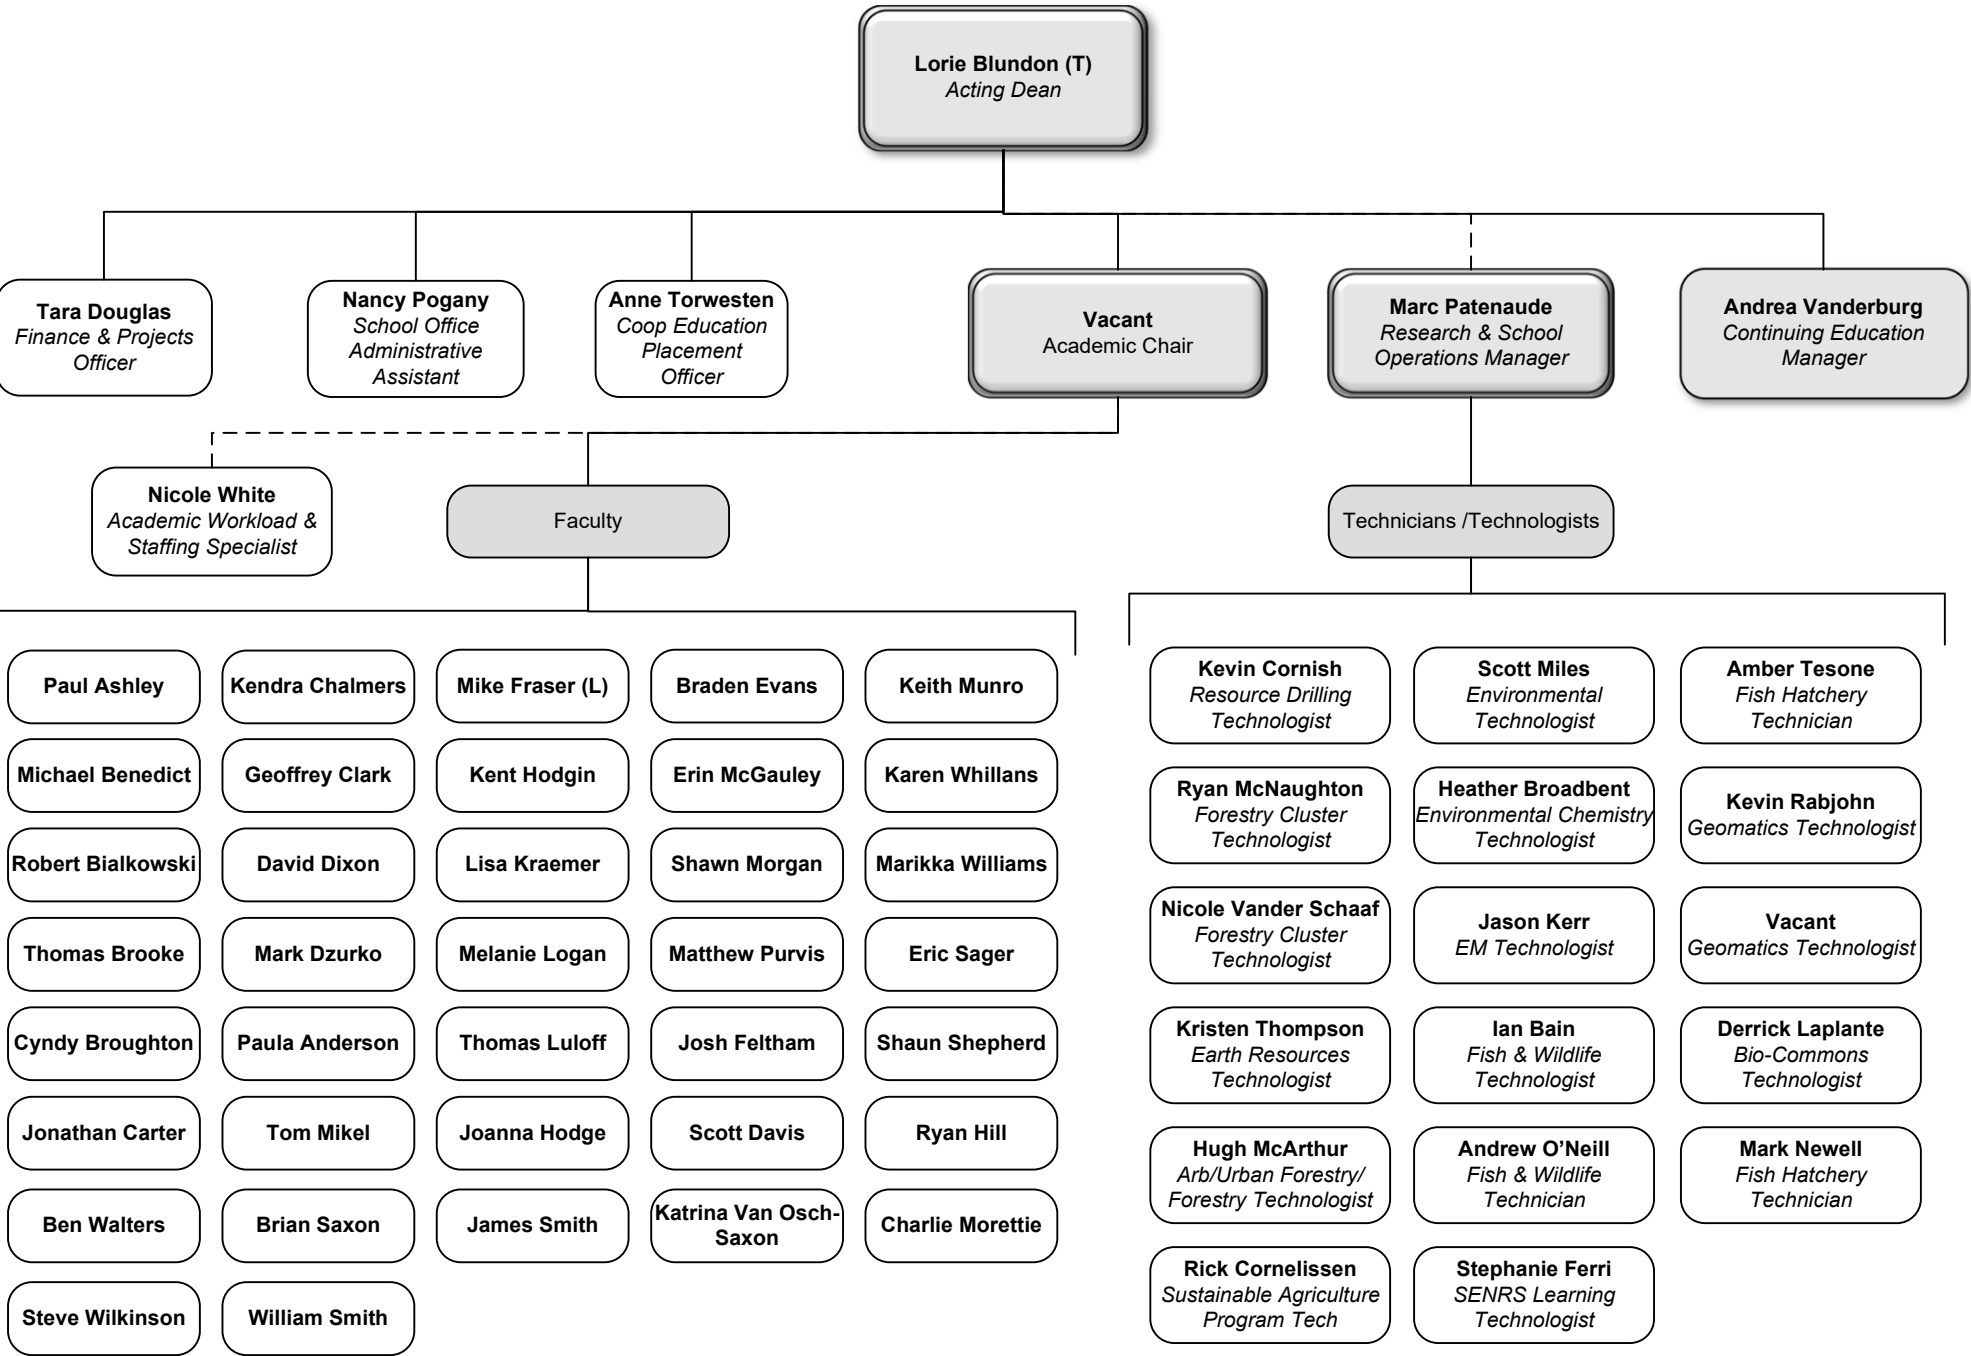 Lorie Blundon (T)
Acting Dean
Tara Douglas
Finance & Projects
Officer
Nancy Pogany
School Office
Administrative
Assistant
Anne Torwesten
Coop Education
Placement
Officer
Vacant
Academic Chair
Marc Patenaude
Research & School
Operations Manager
Andrea Vanderburg
Continuing Education
Manager
Nicole White
Academic Workload &
Staffing Specialist
Faculty
Technicians /Technologists
Paul Ashley
Kendra Chalmers
Mike Fraser (L)
Braden Evans
Keith Munro
Michael Benedict
Geoffrey Clark
Kent Hodgin
Erin McGauley
Karen Whillans
Robert Bialkowski
David Dixon
Lisa Kraemer
Shawn Morgan
Marikka Williams
Thomas Brooke
Mark Dzurko
Melanie Logan
Matthew Purvis
Eric Sager
Cyndy Broughton
Paula Anderson
Thomas Luloff
Josh Feltham
Shaun Shepherd
Jonathan Carter
Tom Mikel
Joanna Hodge
Scott Davis
Ryan Hill
Ben Walters
Brian Saxon
James Smith
Katrina Van Osch-
Saxon
Charlie Morettie
Steve Wilkinson
William Smith
Kevin Cornish
Resource Drilling
Technologist
Scott Miles
Environmental
Technologist
Amber Tesone
Fish Hatchery
Technician
Ryan McNaughton
Forestry Cluster
Technologist
Heather Broadbent
Environmental Chemistry
Technologist
Kevin Rabjohn
Geomatics Technologist
Nicole Vander Schaaf
Forestry Cluster
Technologist
Jason Kerr
EM Technologist
Vacant
Geomatics Technologist
Kristen Thompson
Earth Resources
Technologist
Ian Bain
Fish & Wildlife
Technologist
Derrick Laplante
Bio-Commons
Technologist
Hugh McArthur
Arb/Urban Forestry/
Forestry Technologist
Andrew O’Neill
Fish & Wildlife
Technician
Mark Newell
Fish Hatchery
Technician
Rick Cornelissen
Sustainable Agriculture
Program Tech
Stephanie Ferri
SENRS Learning
Technologist